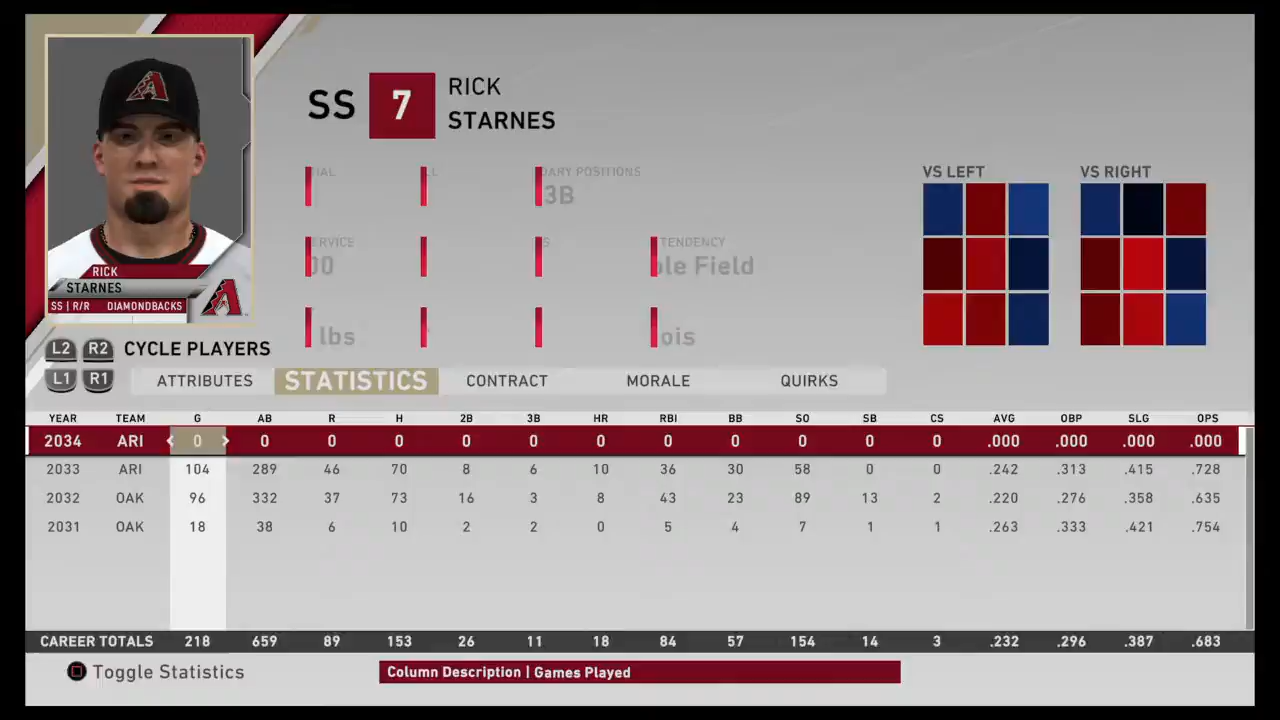 SS 7 RICK
STARNES
3B
VS LEFT VS RIGHT
TENDENCY
POSITIONS
Field
lbs
RICK
STARNES
SS | R/R DIAMONDBACKS
L2 R2 CYCLE PLAYERS
L1 R1 ATTRIBUTES STATISTICS CONTRACT MORALE QUIRKS
YEAR TEAM G AB R H 2B 3B HR RBI BB SO SB CS AVG OBP SLG OPS
2034 ARI 0 0 0 0 0 0 0 0 0 0 0 0 .000 .000 .000 .000
2033 ARI 104 289 46 70 8 6 10 36 30 58 0 0 .242 .313 .415 .728
2032 OAK 96 332 37 73 16 3 8 43 23 89 13 2 .220 .276 .358 .635
2031 OAK 18 38 6 10 2 2 0 5 4 7 1 1 .263 .333 .421 .754
CAREER TOTALS 218 659 89 153 26 11 18 84 57 154 14 3 .232 .296 .387 .683
Toggle Statistics Column Description | Games Played